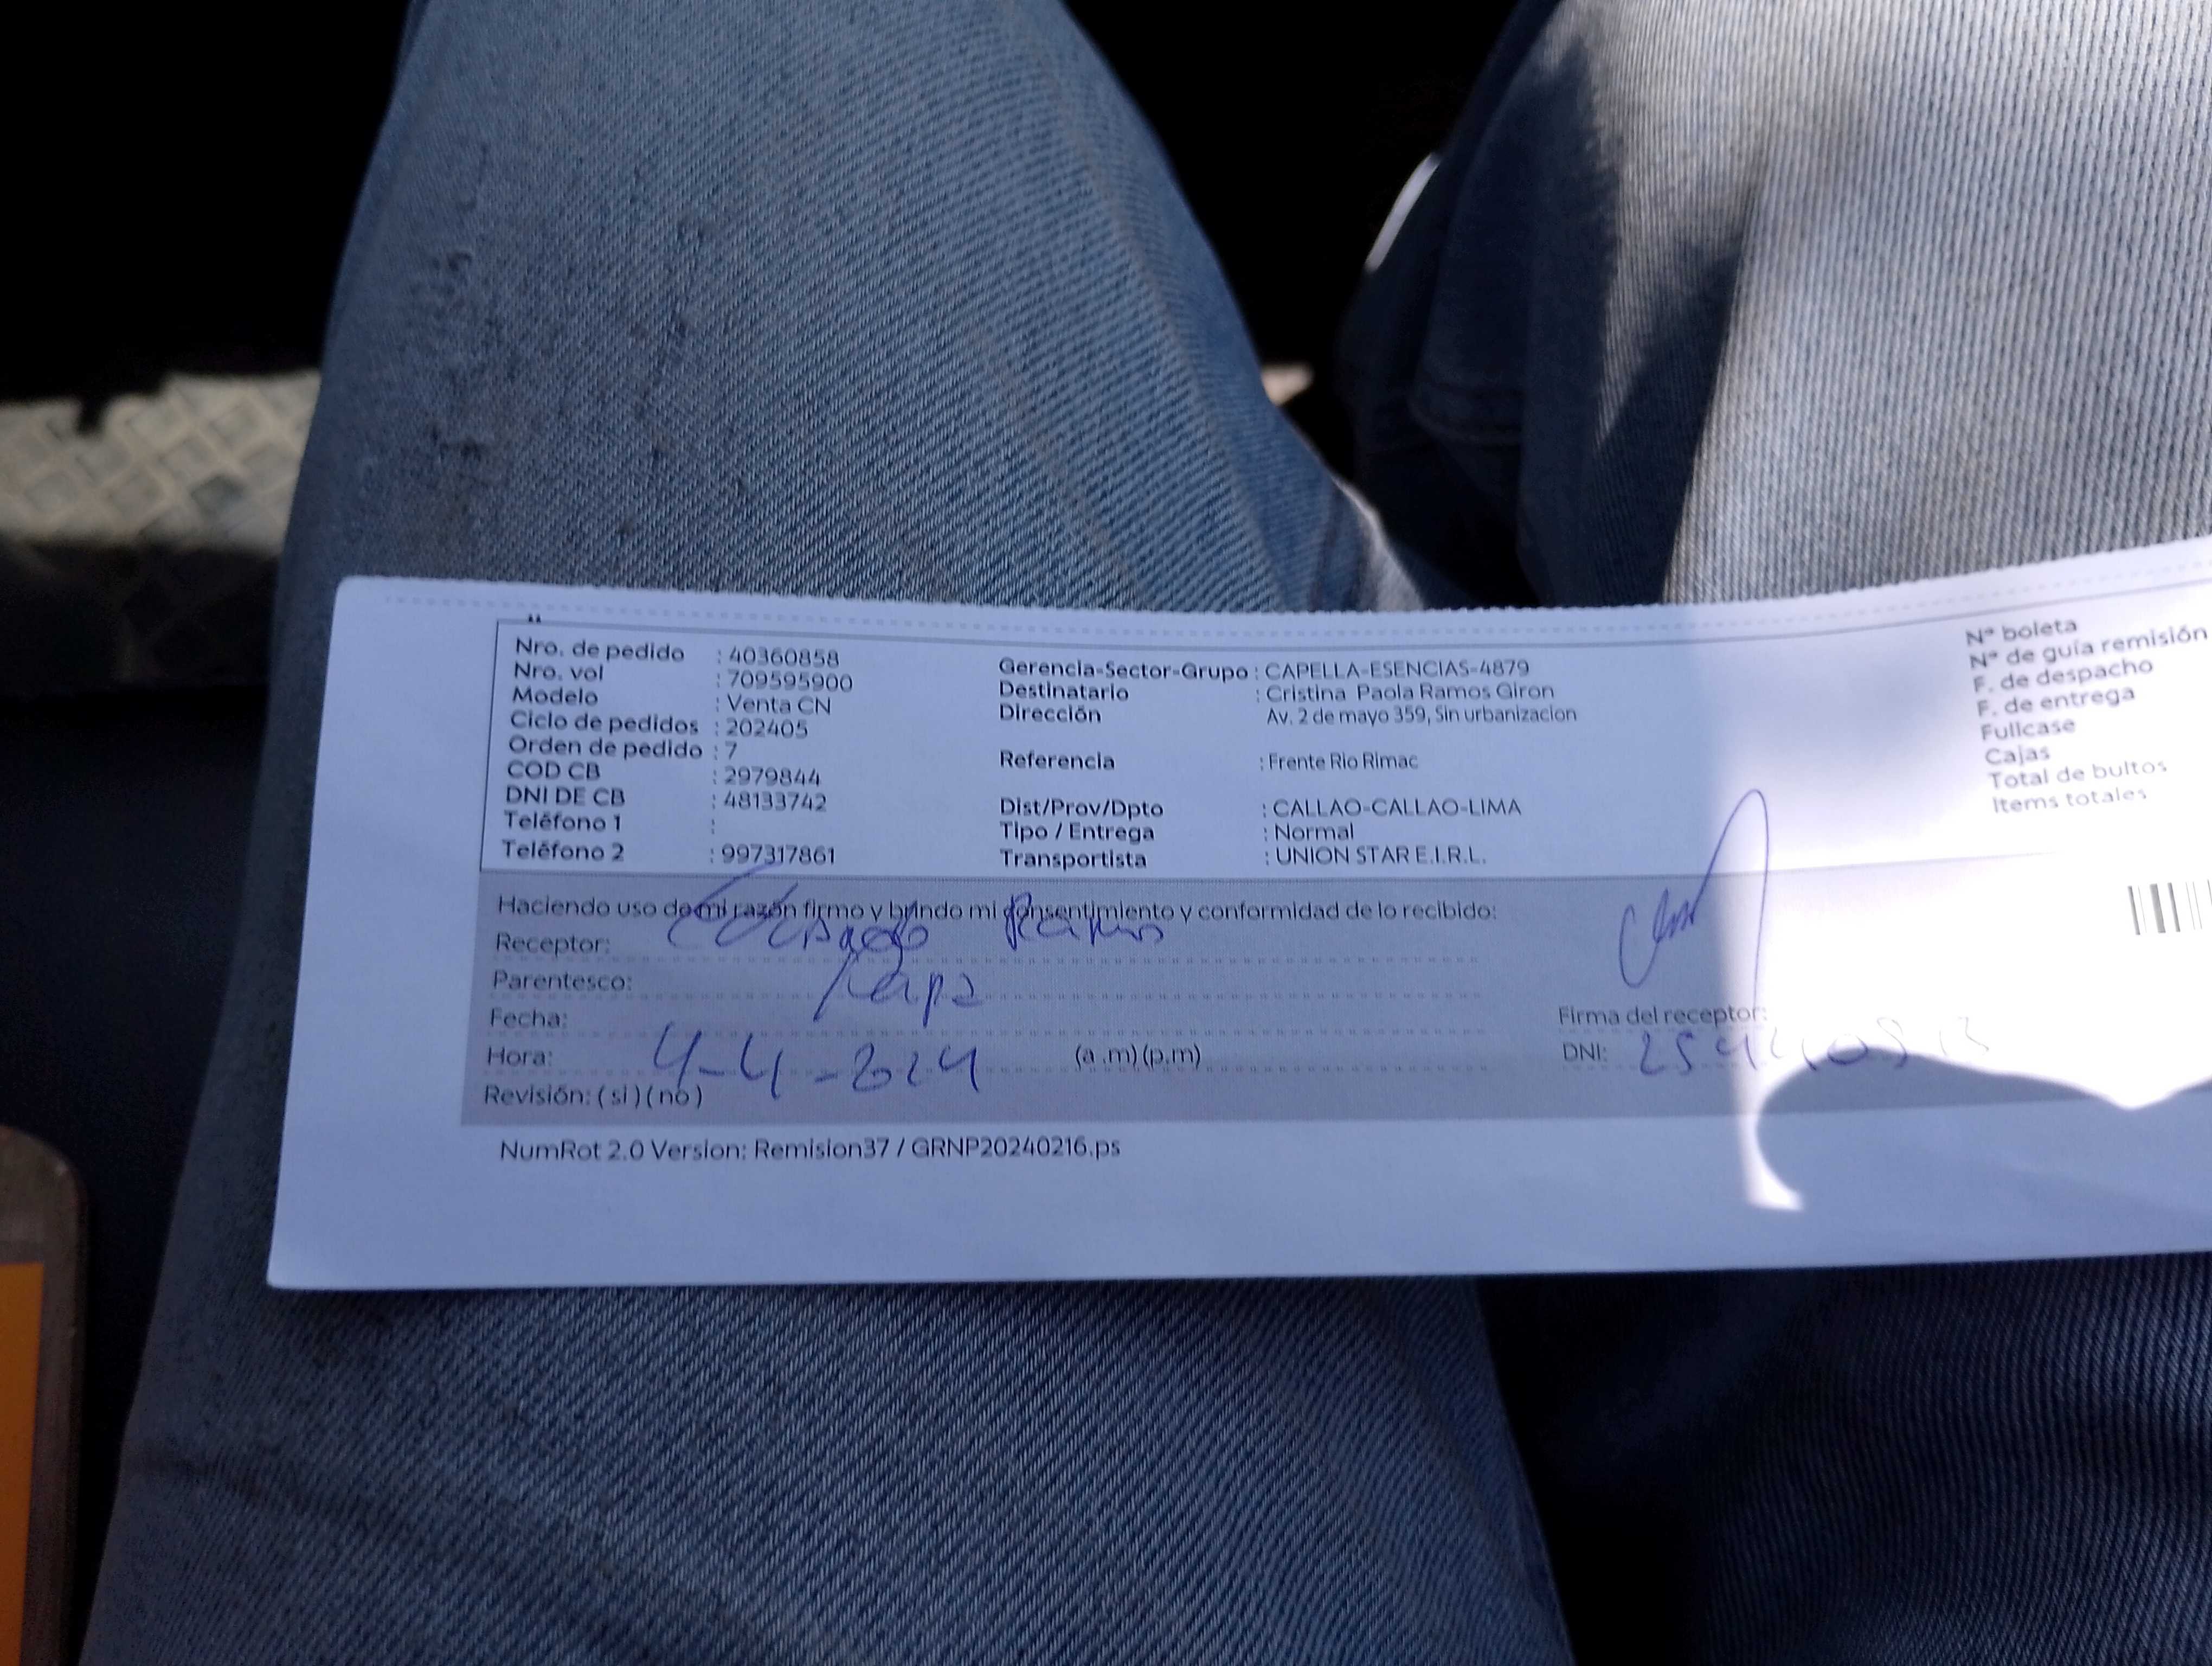 Nro. de pedido : 40360858
Nro. vol : 709595900
Modelo : Venta CN
Ciclo de pedidos : 202405
Orden de pedido : 7
COD CB : 2979844
DNI DE CB : 48133742
Teléfono 1 :
Teléfono 2 : 997317861
Gerencia-Sector-Grupo : CAPELLA-ESENCIAS-4879
Destinatario : Cristina Paola Ramos Giron
Dirección Av. 2 de mayo 359, Sin urbanizacion
Referencia : Frente Rio Rimac
Dist/Prov/Dpto : CALLAO-CALLAO-LIMA
Tipo / Entrega : Normal
Transportista : UNION STAR E.I.R.L.
N° boleta
N° de guía remisión
F. de despacho
F. de entrega
Fullcase
Cajas
Total de bultos
Items totales
Haciendo uso de mi razón firmo y brindo mi consentimiento y conformidad de lo recibido:
Receptor: Ramos
Parentesco: Papa
Fecha:
Hora: 4-4-2024 (a.m) (p.m)
Revisión: ( si ) ( no )
Firma del receptor:
DNI:
NumRot 2.0 Version: Remision37 / GRNP20240216.ps